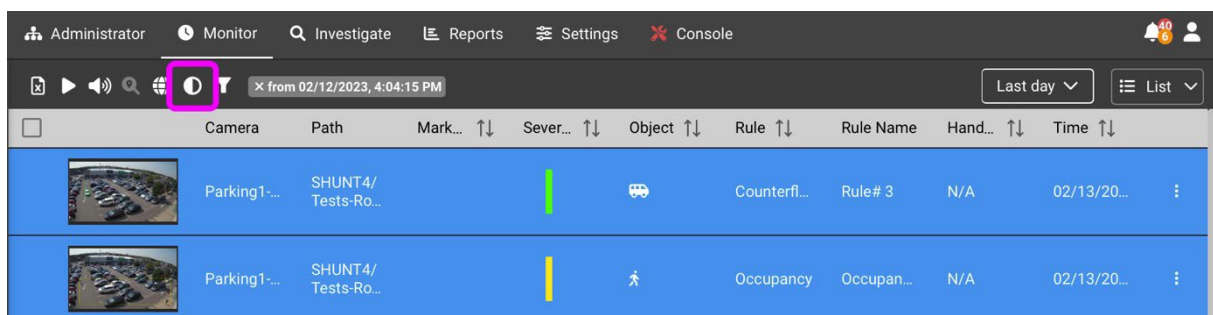 Administrator Monitor Investigate Reports Settings Console 40 6
× from 02/12/2023, 4:04:15 PM Last day List
Camera Path Mark... Sever... Object Rule Rule Name Hand... Time
Parking1-... SHUNT4/ Counterfl... Rule# 3 N/A 02/13/20...
Tests-Ro...
Parking1-... SHUNT4/ Occupancy Occupan... N/A 02/13/20...
Tests-Ro...